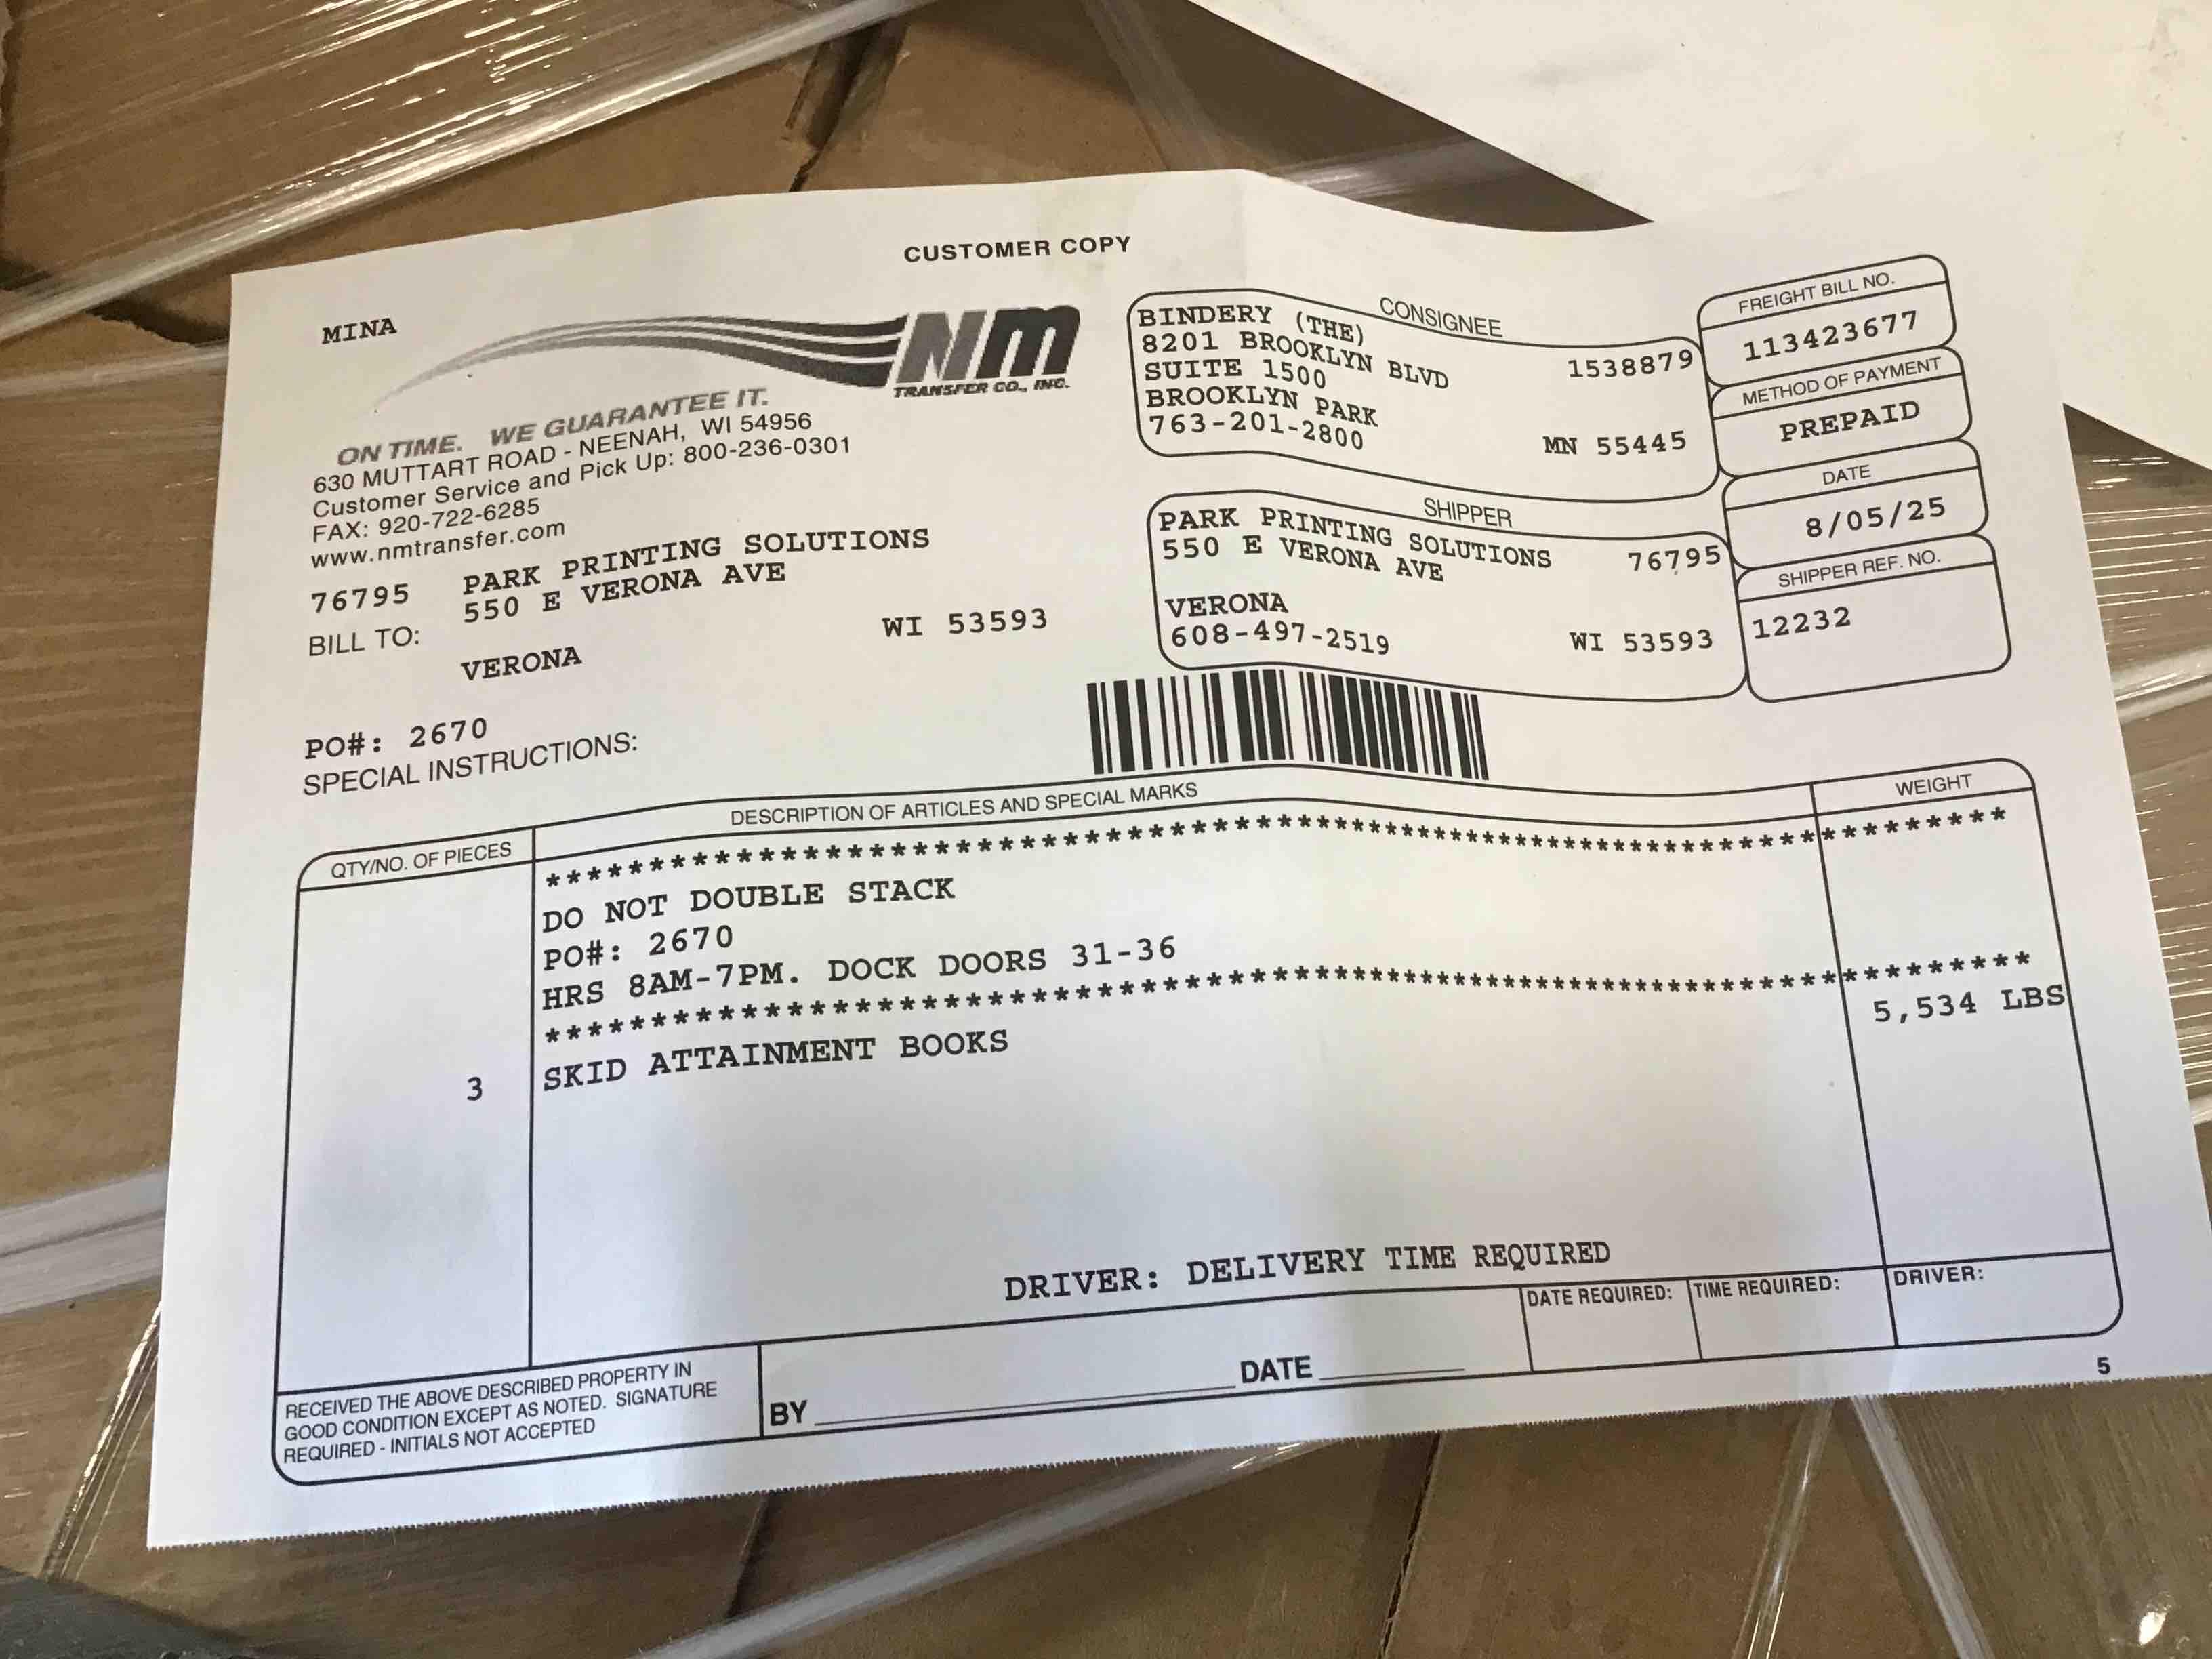 CUSTOMER COPY
MINA
NM
TRANSFER CO., INC.
ON TIME. WE GUARANTEE IT.
630 MUTTART ROAD - NEENAH, WI 54956
Customer Service and Pick Up: 800-236-0301
FAX: 920-722-6285
www.nmtransfer.com
76795 PARK PRINTING SOLUTIONS
550 E VERONA AVE
BILL TO:
VERONA WI 53593
PO#: 2670
SPECIAL INSTRUCTIONS:
CONSIGNEE
BINDERY (THE)
8201 BROOKLYN BLVD 1538879
SUITE 1500
BROOKLYN PARK
763-201-2800 MN 55445
SHIPPER
PARK PRINTING SOLUTIONS
550 E VERONA AVE 76795
VERONA
608-497-2519 WI 53593
FREIGHT BILL NO.
113423677
METHOD OF PAYMENT
PREPAID
DATE
8/05/25
SHIPPER REF. NO.
12232
QTY/NO. OF PIECES DESCRIPTION OF ARTICLES AND SPECIAL MARKS WEIGHT
*******************************************************************
DO NOT DOUBLE STACK
PO#: 2670
HRS 8AM-7PM. DOCK DOORS 31-36
*******************************************************************
3 SKID ATTAINMENT BOOKS 5,534 LBS
DRIVER: DELIVERY TIME REQUIRED
RECEIVED THE ABOVE DESCRIBED PROPERTY IN
GOOD CONDITION EXCEPT AS NOTED. SIGNATURE
REQUIRED - INITIALS NOT ACCEPTED
BY DATE
DATE REQUIRED: TIME REQUIRED: DRIVER:
5